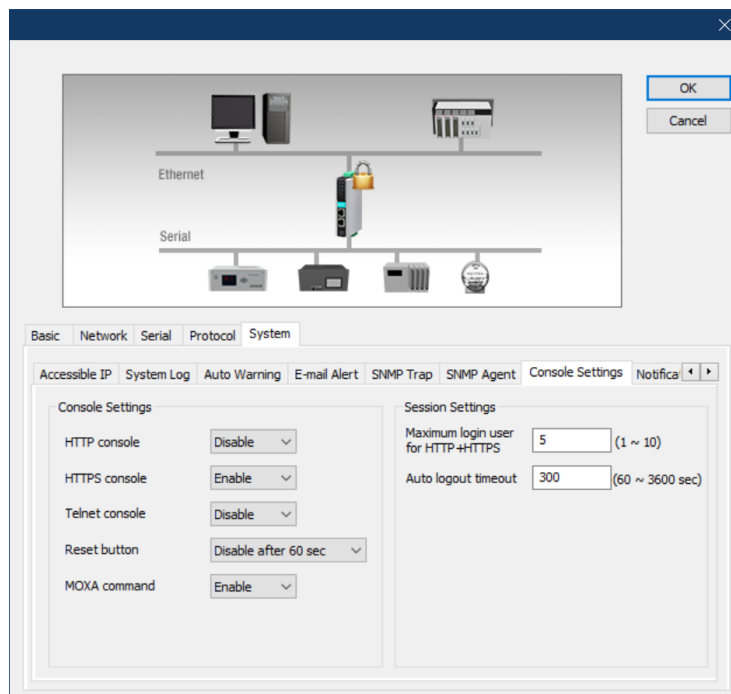 OK
Cancel
Ethernet
Serial
Basic Network Serial Protocol System
Accessible IP System Log Auto Warning E-mail Alert SNMP Trap SNMP Agent Console Settings Notificat
Console Settings
HTTP console Disable
HTTPS console Enable
Telnet console Disable
Reset button Disable after 60 sec
MOXA command Enable
Session Settings
Maximum login user
for HTTP+HTTPS 5 (1 ~ 10)
Auto logout timeout 300 (60 ~ 3600 sec)